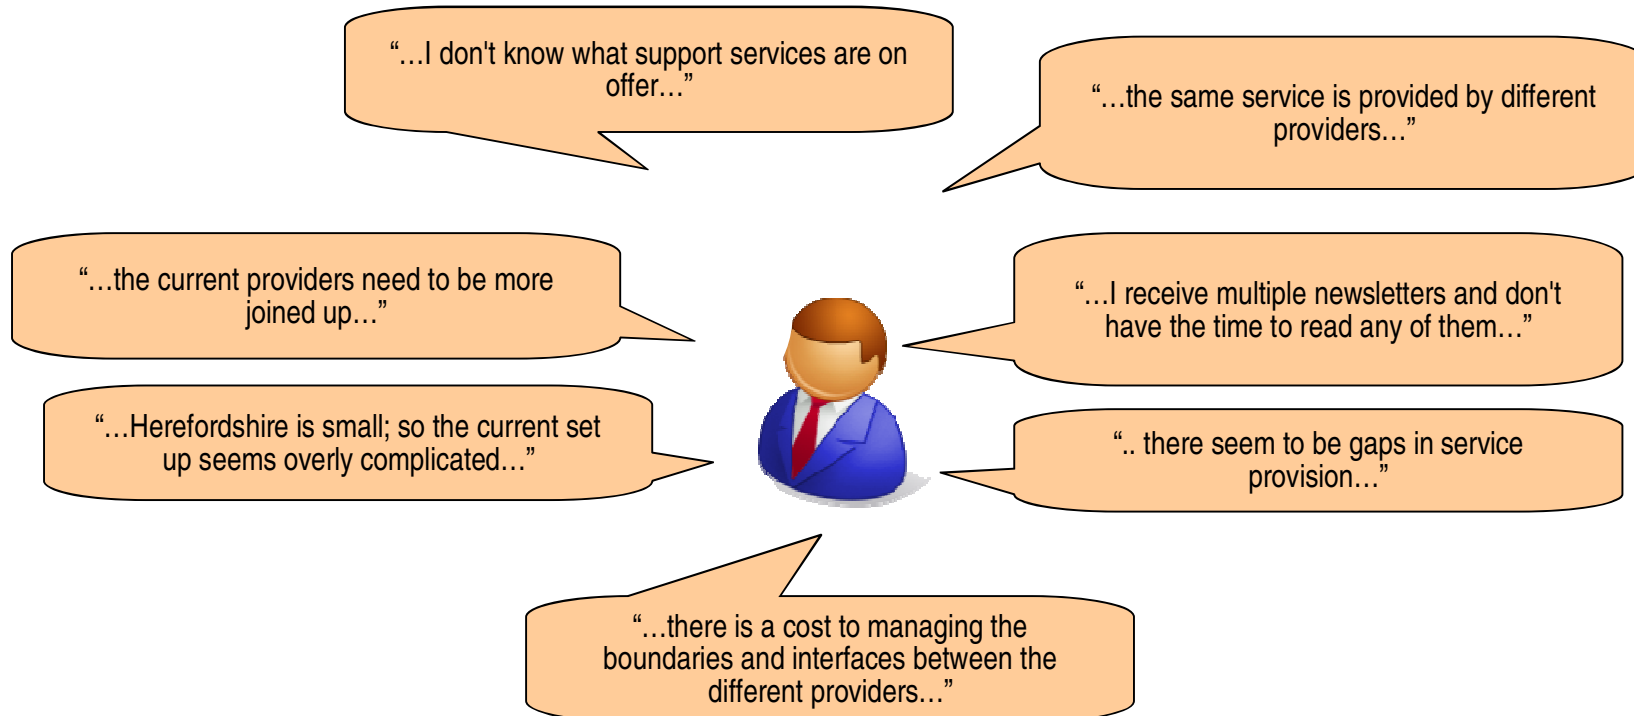 “…I don't know what support services are on
offer…”
“…the same service is provided by different
providers…”
“…the current providers need to be more
joined up…”
“…I receive multiple newsletters and don't
have the time to read any of them…”
“…Herefordshire is small; so the current set
up seems overly complicated…”
“.. there seem to be gaps in service
provision…”
“…there is a cost to managing the
boundaries and interfaces between the
different providers…”